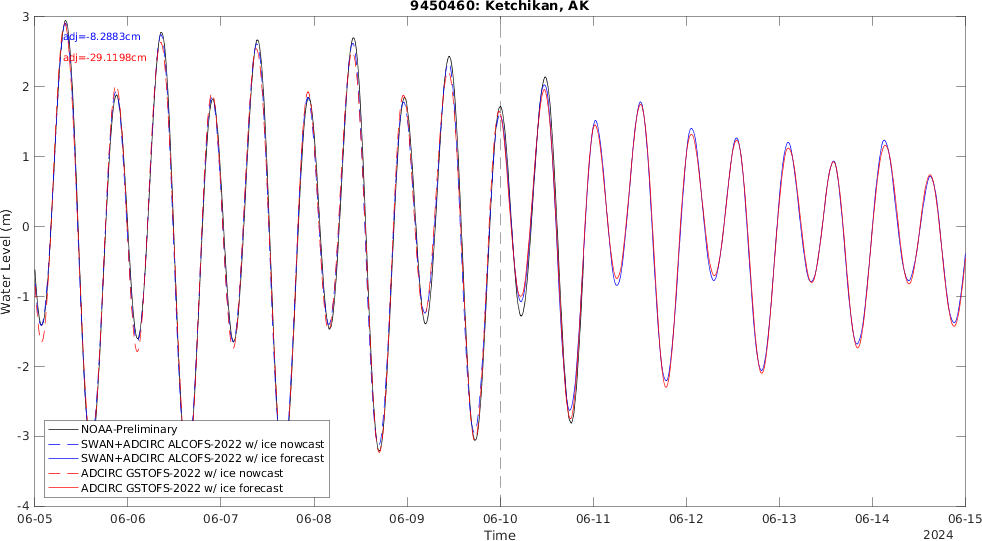 9450460: Ketchikan, AK
adj=-8.2883cm
adj=-29.1198cm
Water Level (m)
3
2
1
0
-1
-2
-3
-4
NOAA-Preliminary
SWAN+ADCIRC ALCOFS-2022 w/ ice nowcast
SWAN+ADCIRC ALCOFS-2022 w/ ice forecast
ADCIRC GSTOFS-2022 w/ ice nowcast
ADCIRC GSTOFS-2022 w/ ice forecast
06-05 06-06 06-07 06-08 06-09 06-10 06-11 06-12 06-13 06-14 06-15
Time
2024